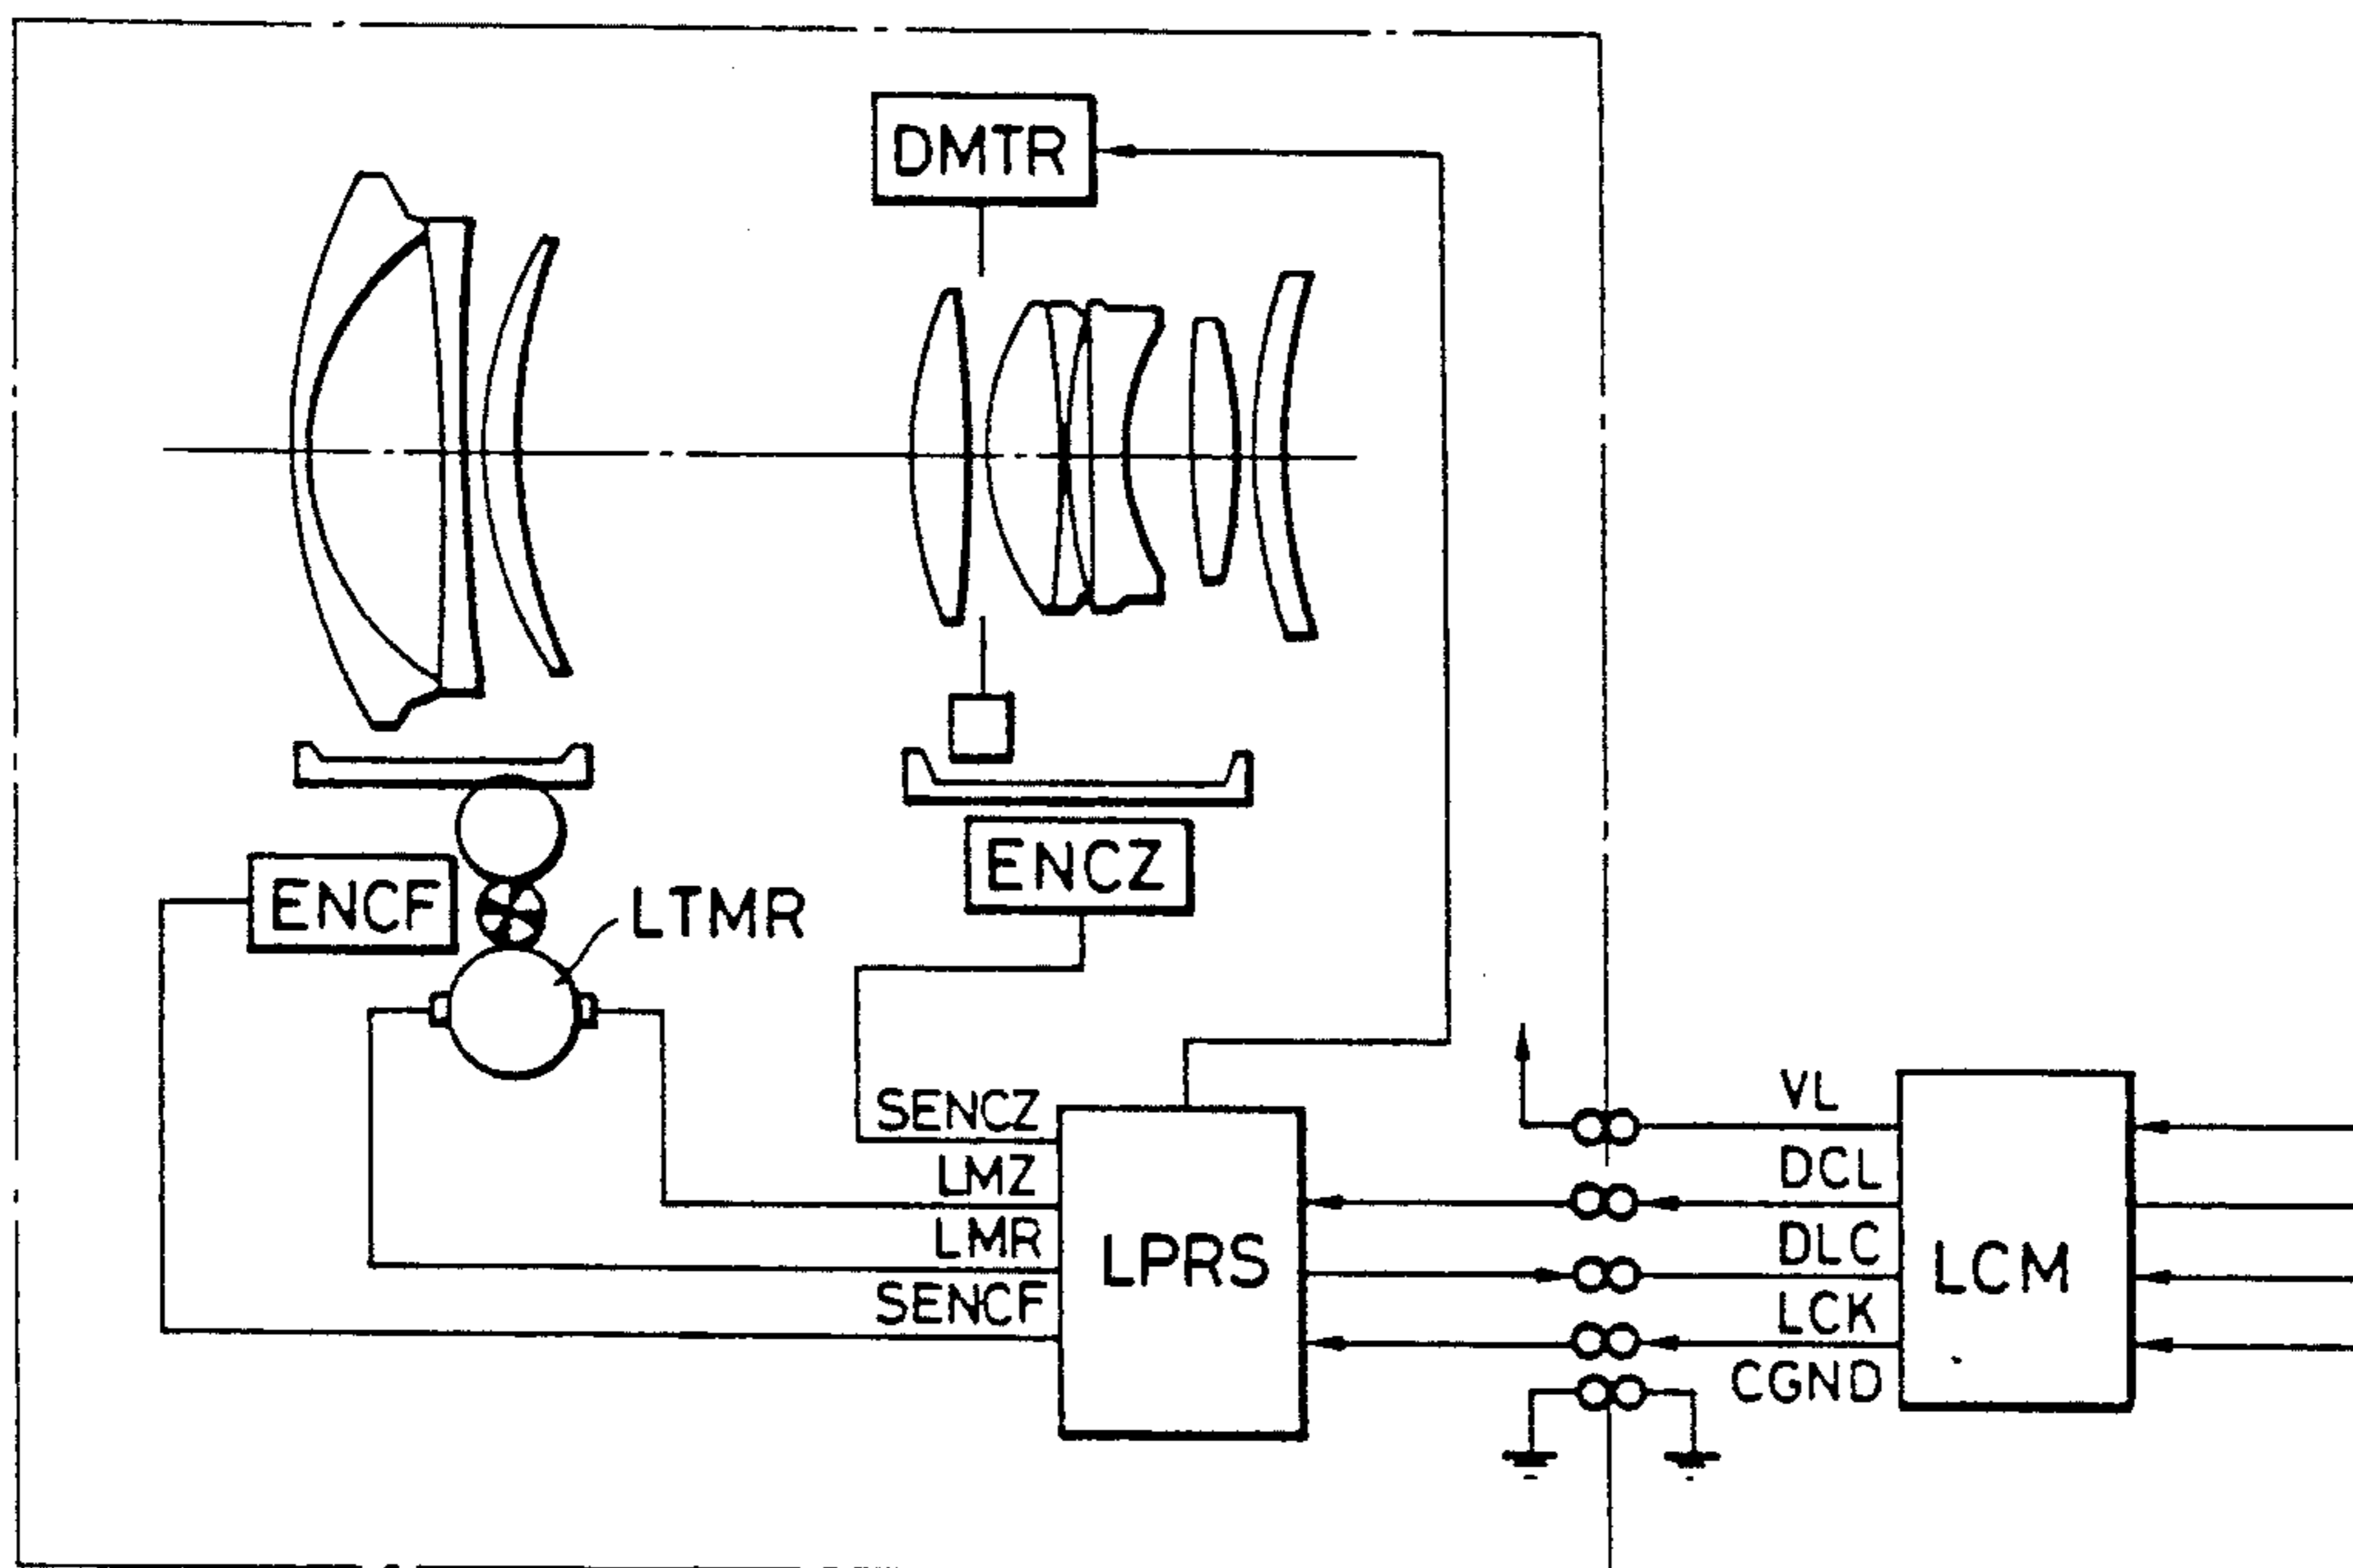 DMTR
ENCZ
ENCF
LTMR
SENCZ
LMZ
LMR
SENCF
LPRS
VL
DCL
DLC
LCK
CGND
LCM